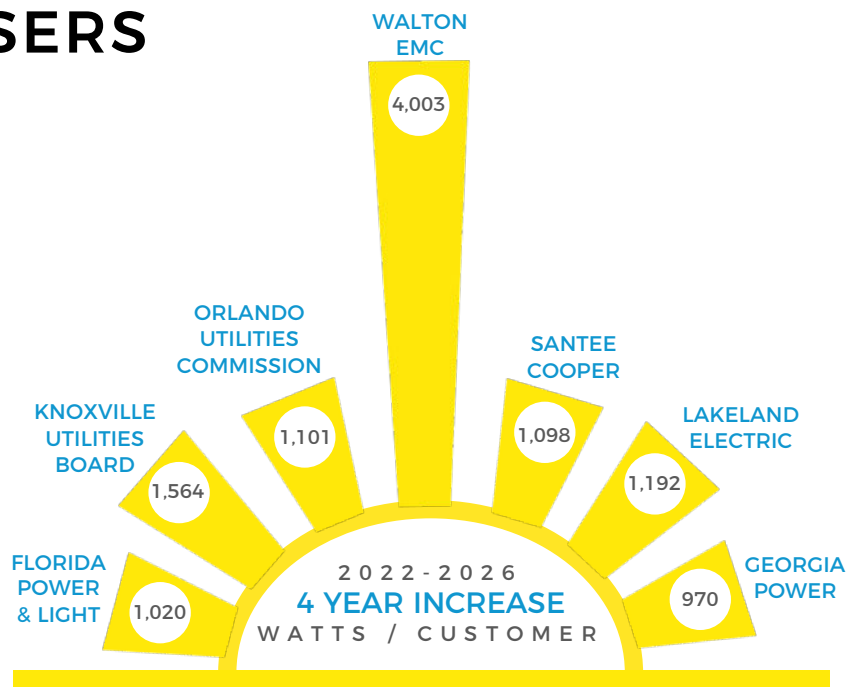 SERS
WALTON
EMC
4,003
ORLANDO
UTILITIES
COMMISSION
1,101
SANTEE
COOPER
1,098
KNOXVILLE
UTILITIES
BOARD
1,564
LAKELAND
ELECTRIC
1,192
FLORIDA
POWER
& LIGHT
1,020
GEORGIA
POWER
970
2022-2026
4 YEAR INCREASE
WATTS / CUSTOMER